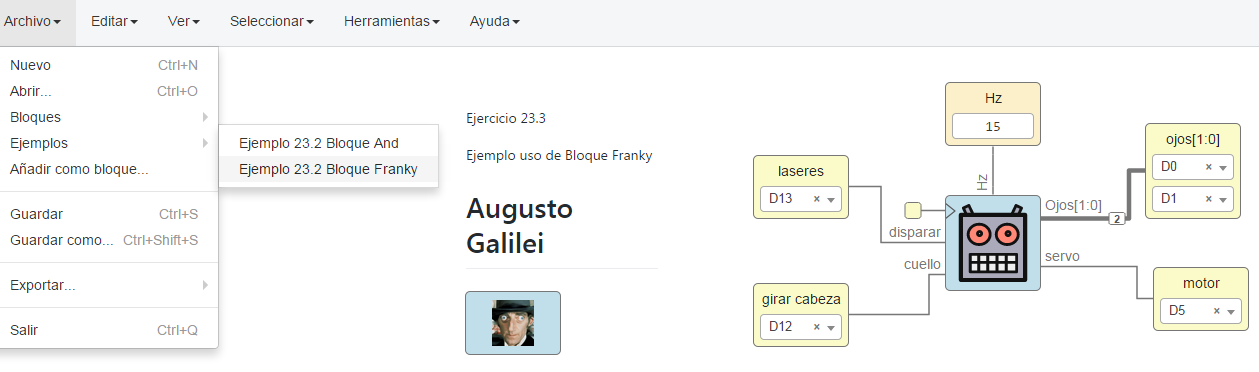 Archivo Editar Ver Seleccionar Herramientas Ayuda
Nuevo Ctrl+N
Abrir... Ctrl+O
Bloques
Ejemplos
Añadir como bloque...
Guardar Ctrl+S
Guardar como... Ctrl+Shift+S
Exportar...
Salir Ctrl+Q
Ejemplo 23.2 Bloque And
Ejemplo 23.2 Bloque Franky
Ejercicio 23.3
Ejemplo uso de Bloque Franky
Augusto
Galilei
Hz
15
Hz
laseres
D13
disparar
cuello
girar cabeza
D12
Ojos[1:0]
2
servo
ojos[1:0]
D0
D1
motor
D5